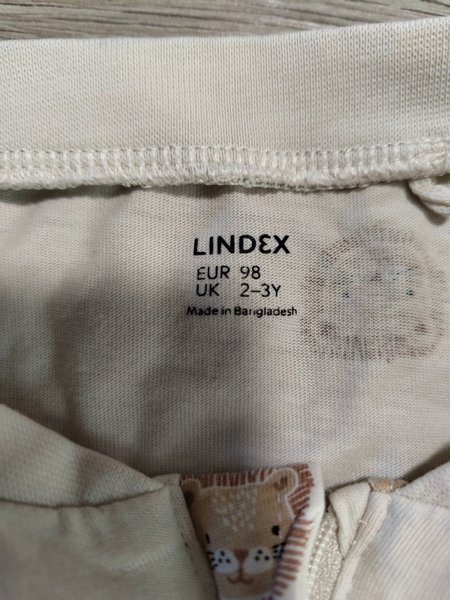 LINDEX
EUR 98
UK 2-3Y
Made in Bangladesh